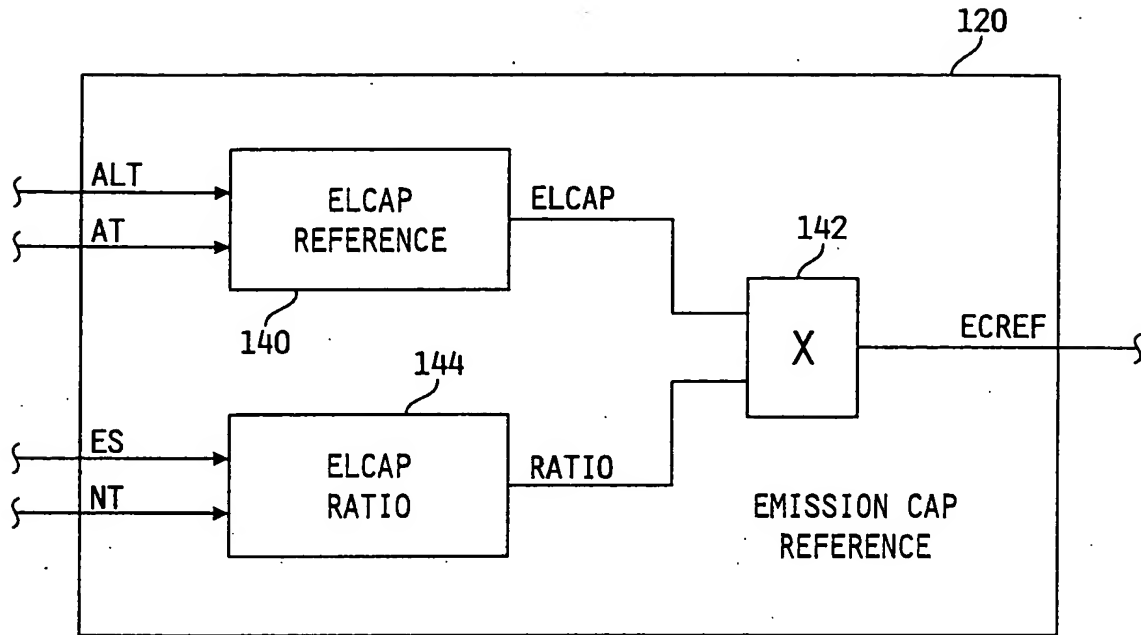 120
ALT
AT
ELCAP
REFERENCE
140
ELCAP
142
X
ECREF
144
ES
NT
ELCAP
RATIO
RATIO
EMISSION CAP
REFERENCE